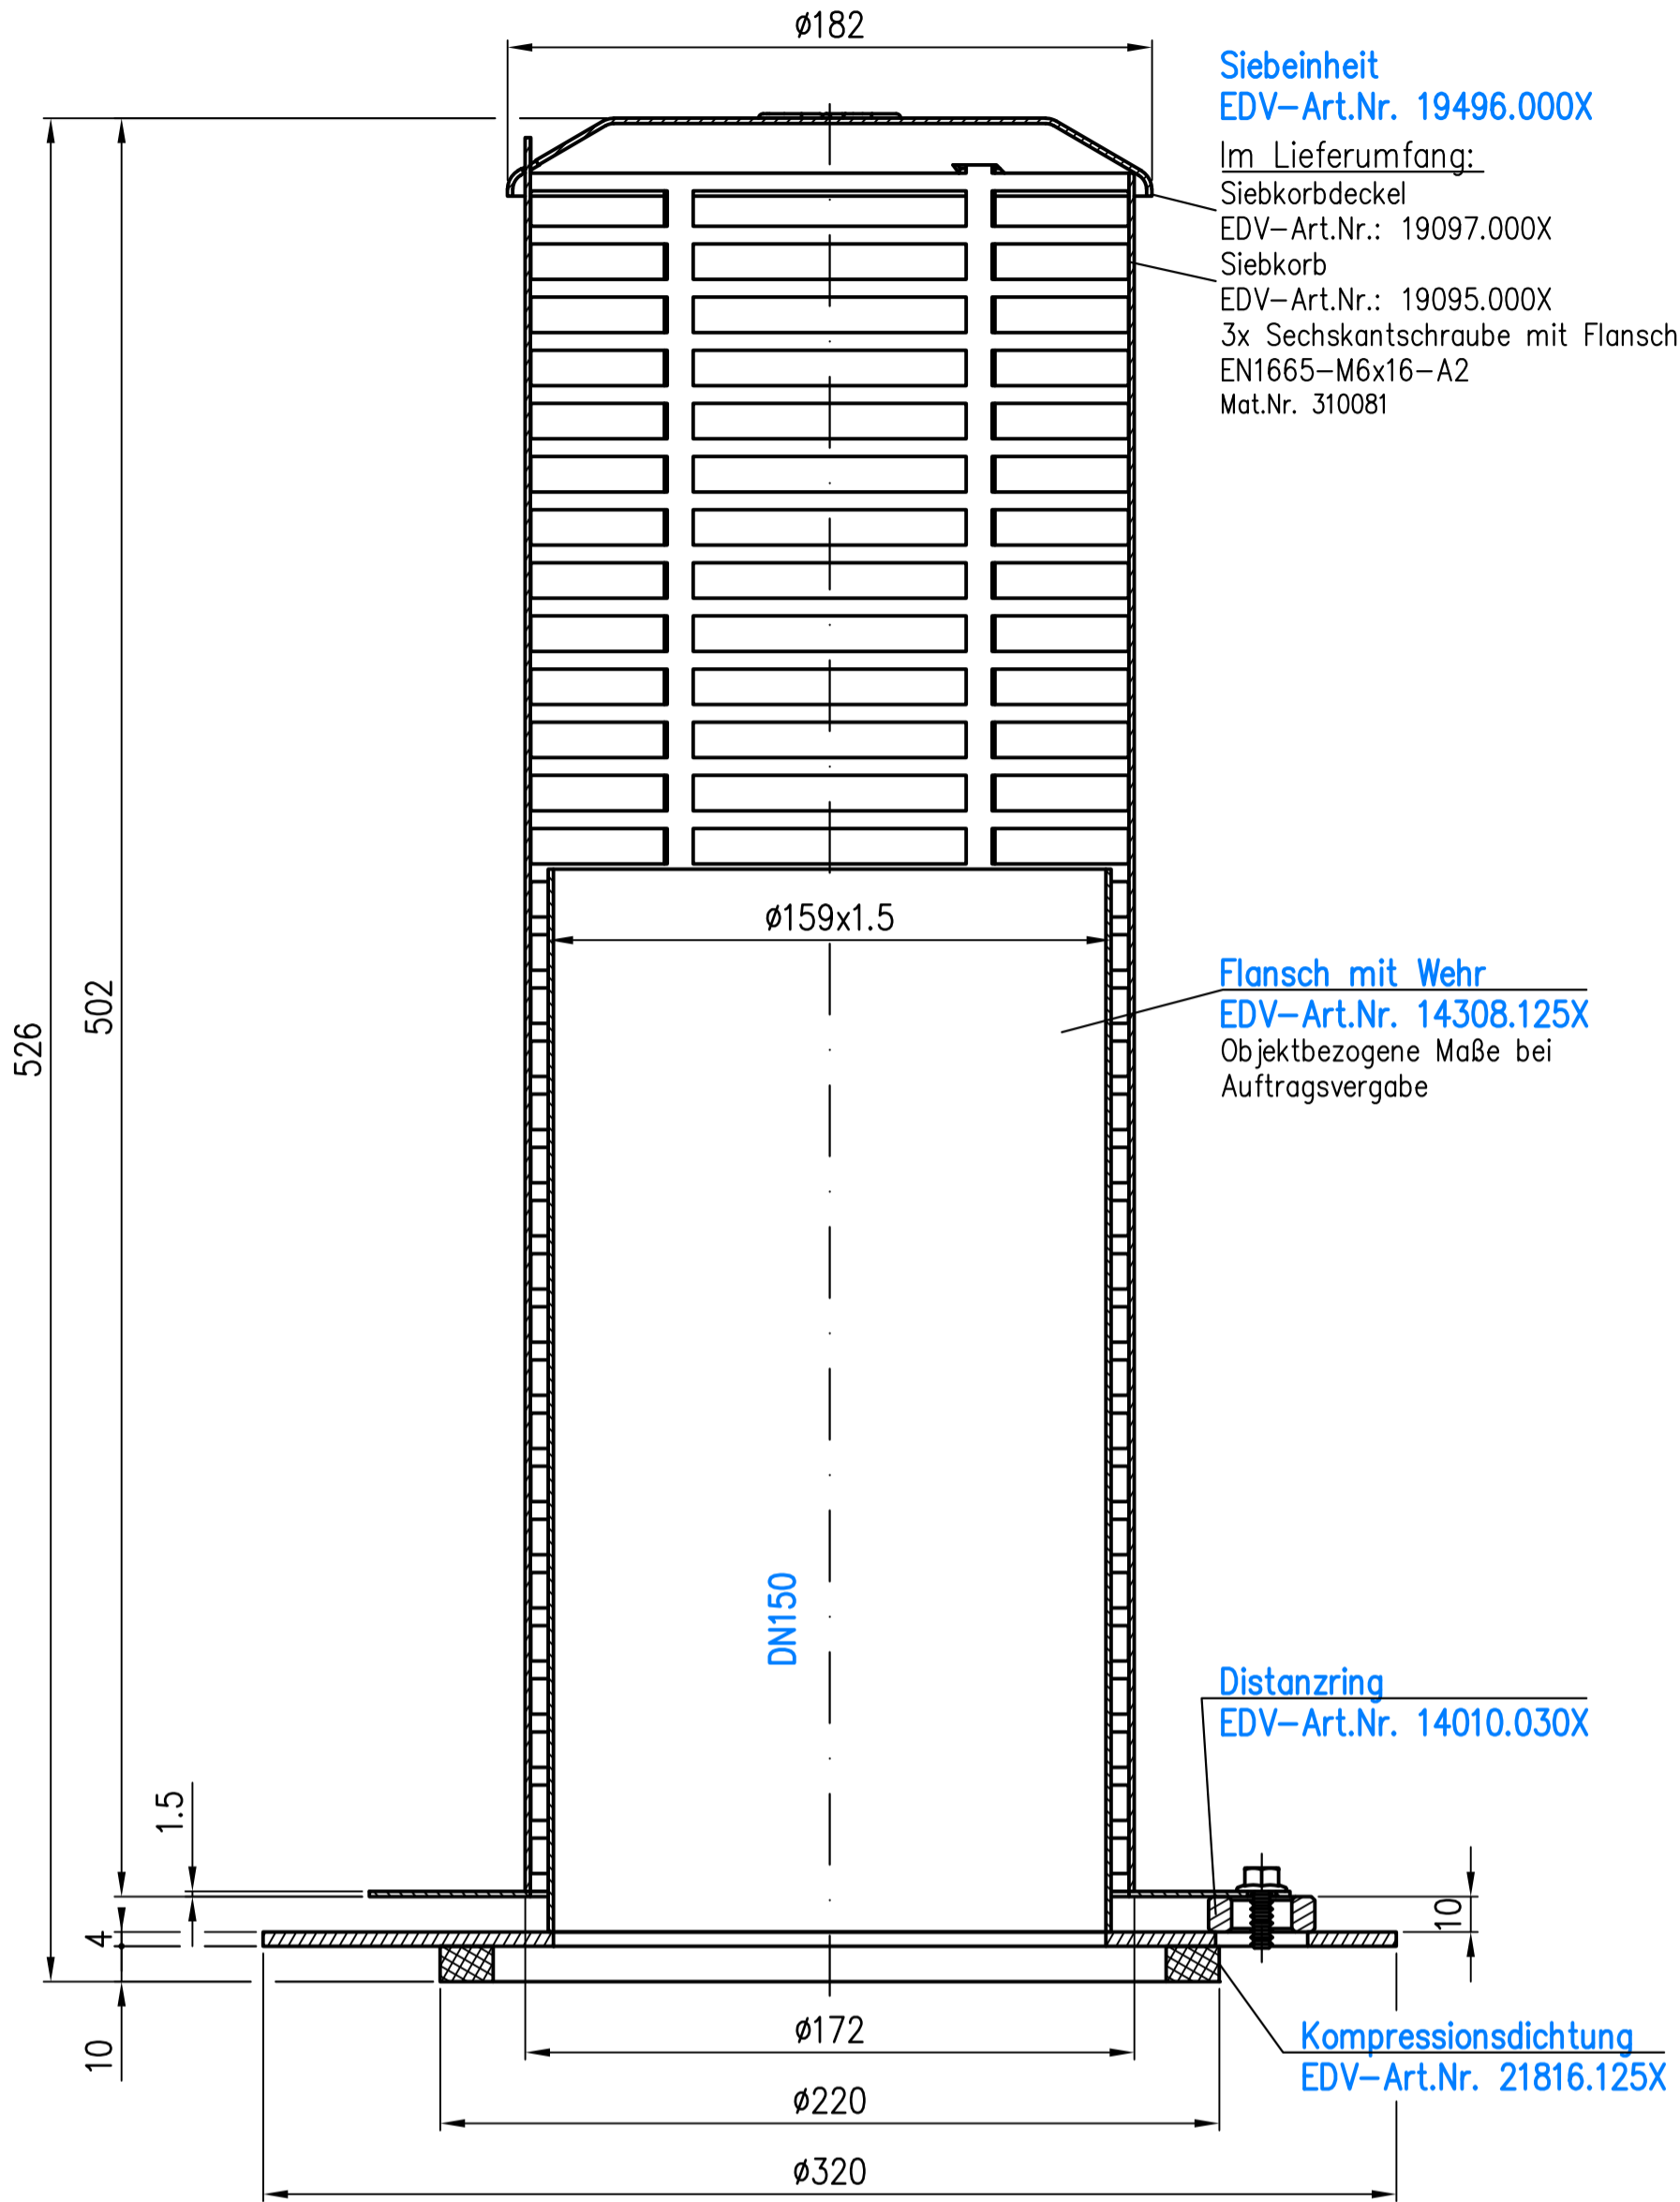 ø182
Siebeinheit
EDV-Art.Nr. 19496.000X
Im Lieferumfang:
Siebkorbdeckel
EDV-Art.Nr.: 19097.000X
Siebkorb
EDV-Art.Nr.: 19095.000X
3x Sechskantschraube mit Flansch
EN1665-M6x16-A2
Mat.Nr. 310081
ø159x1.5
Flansch mit Wehr
EDV-Art.Nr. 14308.125X
Objektbezogene Maße bei
Auftragsvergabe
502
526
DN150
Distanzring
EDV-Art.Nr. 14010.030X
1.5
4
10
10
ø172
Kompressionsdichtung
EDV-Art.Nr. 21816.125X
ø220
ø320